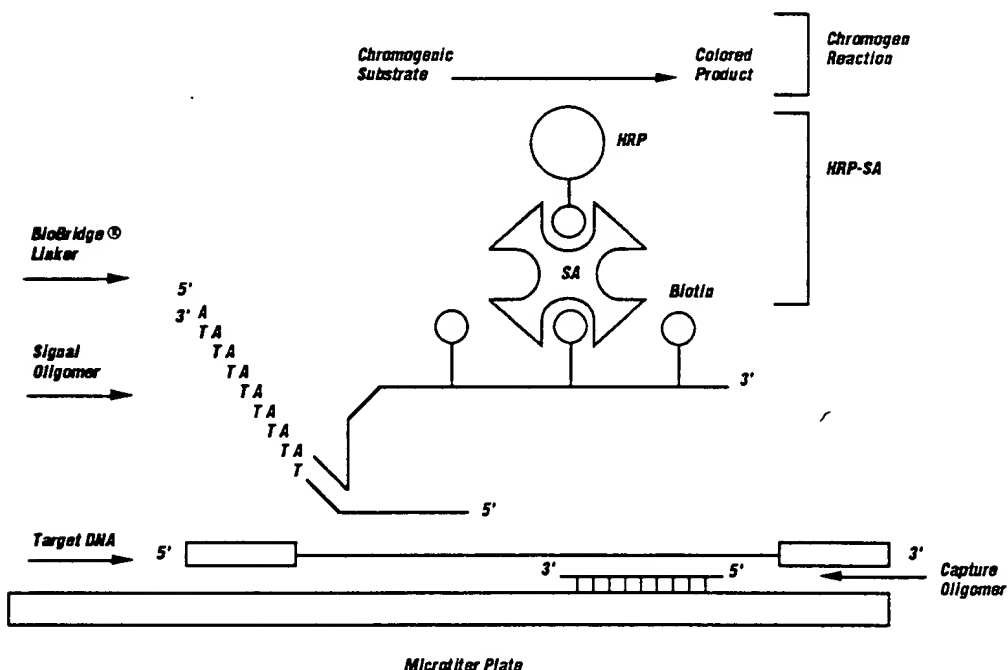 Chromogenic
Substrate
Colored
Product
Chromogen
Reaction
HRP
HRP-SA
BioBridge®
Linker
SA
Biotin
5'
3' A
T A
T A
T A
T A
T A
T A
T A
T
Signal
Oligomer
3'
5'
Target DNA
5'
3'
3'
5'
Capture
Oligomer
Microtiter Plate